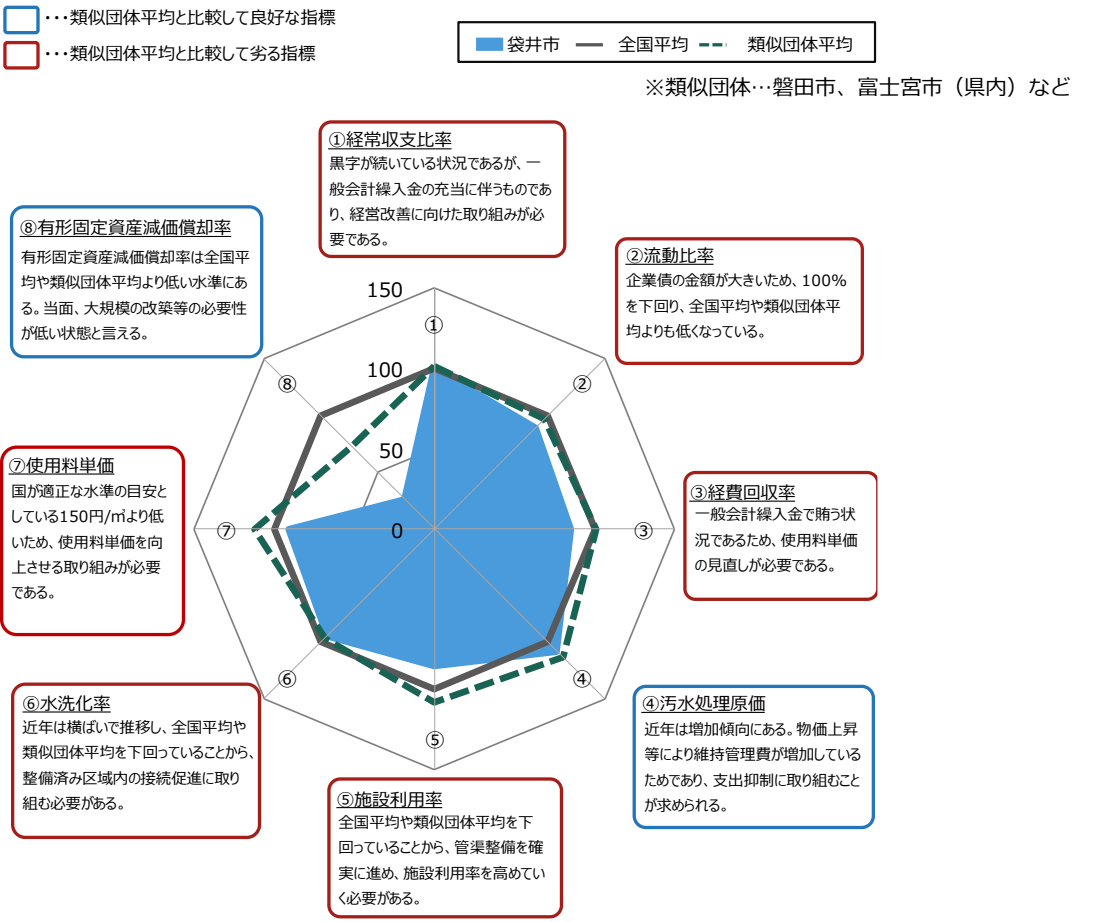 ・・・類似団体平均と比較して良好な指標
・・・類似団体平均と比較して劣る指標
袋井市 全国平均 類似団体平均
※類似団体…磐田市、富士宮市（県内）など
①経常収支比率
黒字が続いている状況であるが、一
般会計繰入金の充当に伴うものであ
り、経営改善に向けた取り組みが必
要である。
⑧有形固定資産減価償却率
有形固定資産減価償却率は全国平
均や類似団体平均より低い水準にあ
る。当面、大規模の改築等の必要性
が低い状態と言える。
②流動比率
企業債の金額が大きいため、100%
を下回り、全国平均や類似団体平
均よりも低くなっている。
150
100
50
0
①
②
③
④
⑤
⑥
⑦
⑧
⑦使用料単価
国が適正な水準の目安と
している150円/㎥より低
いため、使用料単価を向
上させる取り組みが必要
である。
③経費回収率
一般会計繰入金で賄う状
況であるため、使用料単価
の見直しが必要である。
⑥水洗化率
近年は横ばいで推移し、全国平均や
類似団体平均を下回っていることから、
整備済み区域内の接続促進に取り
組む必要がある。
④汚水処理原価
近年は増加傾向にある。物価上昇
等により維持管理費が増加している
ためであり、支出抑制に取り組むこと
が求められる。
⑤施設利用率
全国平均や類似団体平均を下
回っていることから、管渠整備を確
実に進め、施設利用率を高めてい
く必要がある。